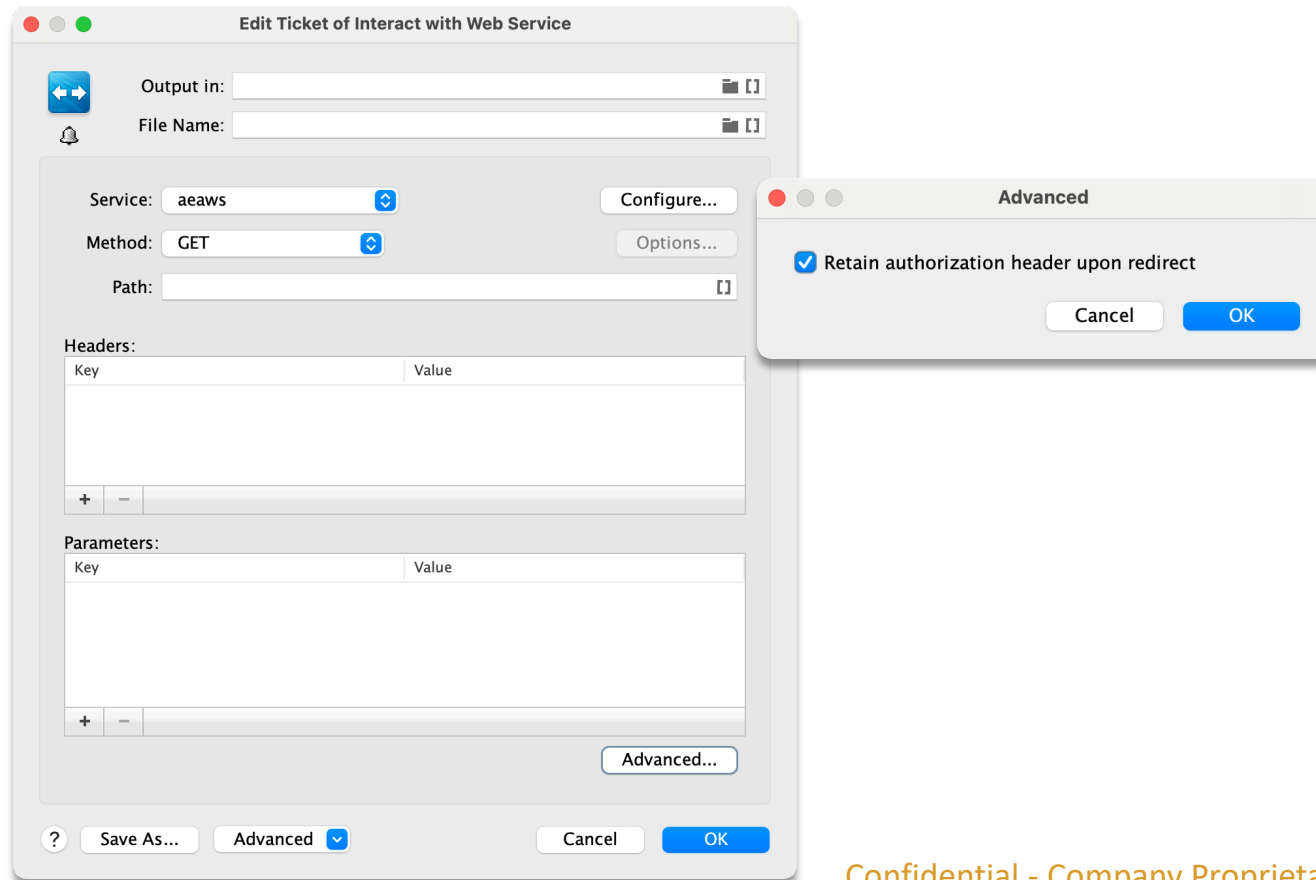 Edit Ticket of Interact with Web Service
Output in:
File Name:
Service: aeaws Configure...
Method: GET Options...
Path:
Headers:
Key Value
+ −
Parameters:
Key Value
+ −
Advanced...
? Save As... Advanced Cancel OK
Advanced
Retain authorization header upon redirect
Cancel OK
Confidential - Company